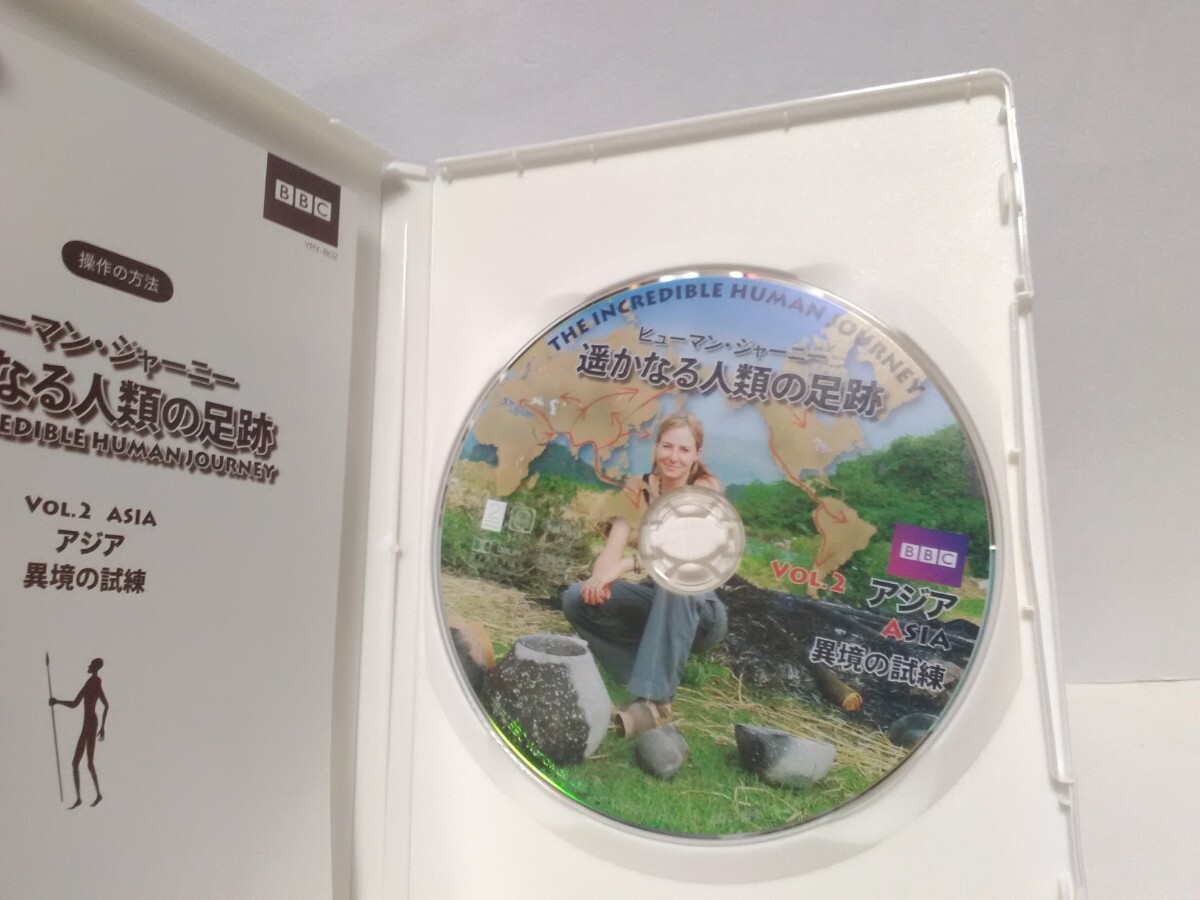 BBC
操作の方法
ーマン・ジャーニー
なる人類の足跡
EDIBLE HUMAN JOURNEY
VOL.2 ASIA
アジア
異境の試練
THE INCREDIBLE HUMAN JOURNEY
ヒューマン・ジャーニー
遥かなる人類の足跡
2
BBC
VOL.2 アジア
ASIA
異境の試練